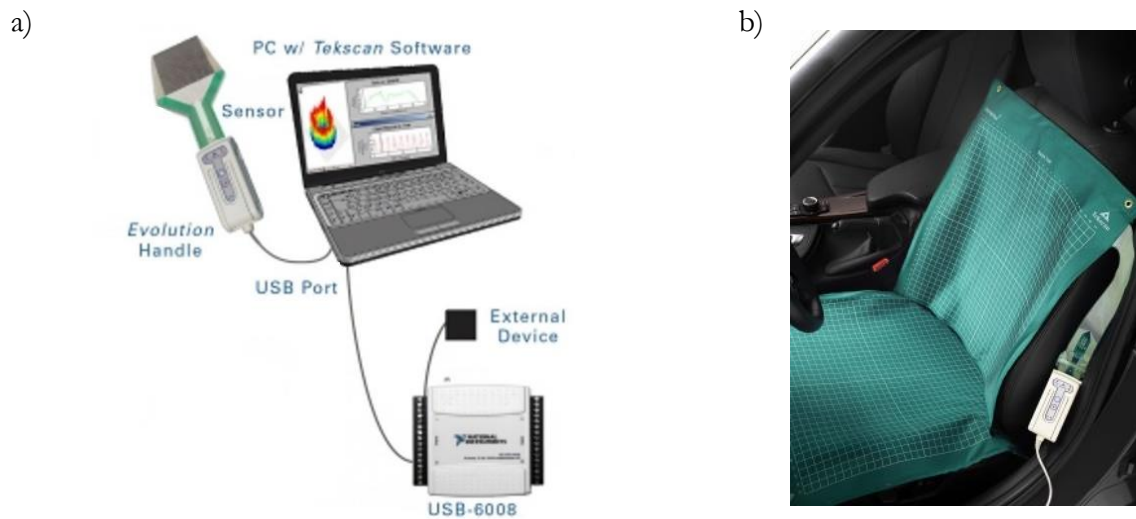 a)
PC w/ Tekscan Software
Sensor
Evolution
Handle
USB Port
External
Device
NATIONAL
INSTRUMENTS
USB-6008
b)